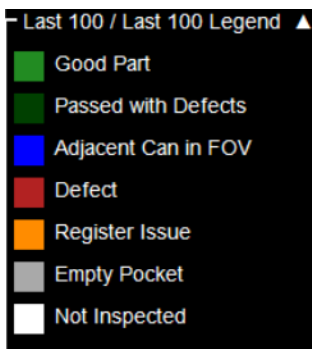 Last 100 / Last 100 Legend ▲
Good Part
Passed with Defects
Adjacent Can in FOV
Defect
Register Issue
Empty Pocket
Not Inspected